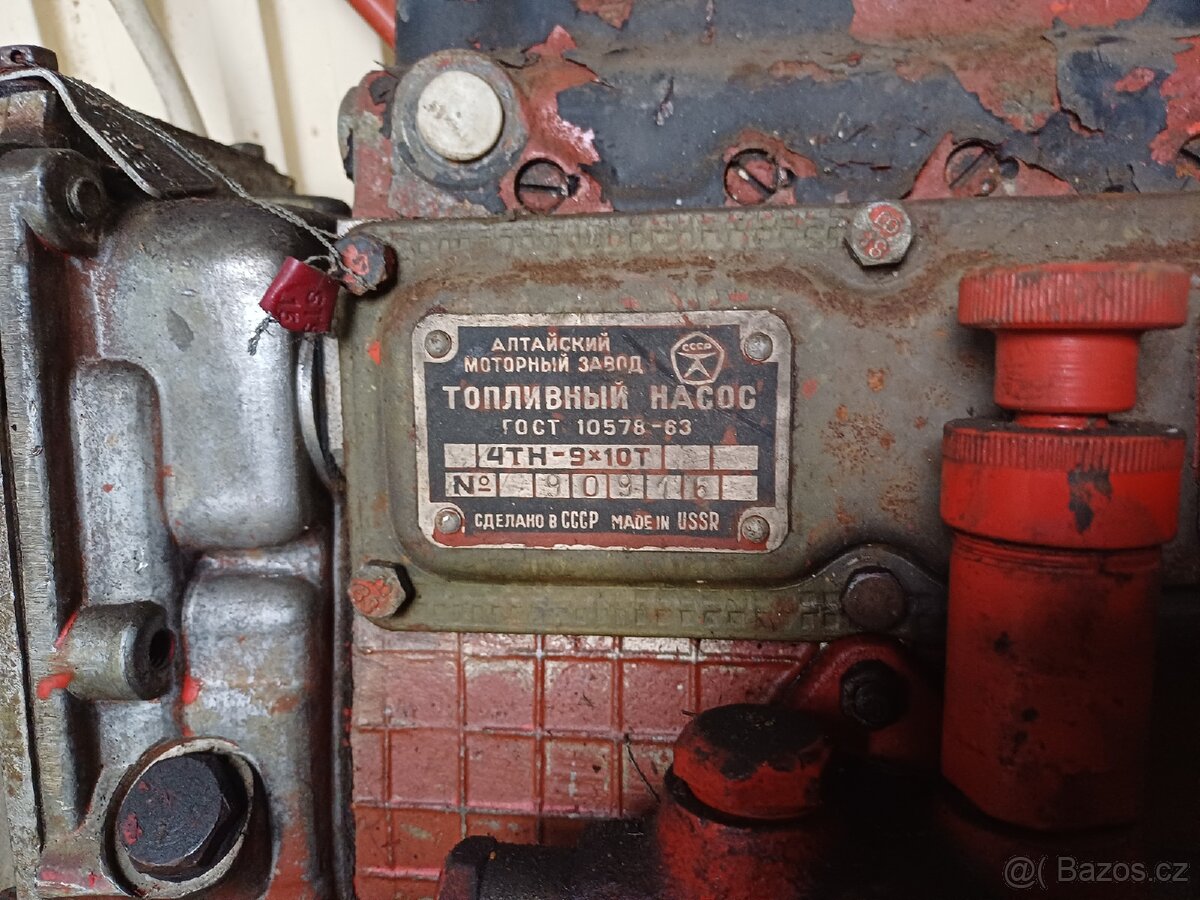 АЛТАЙСКИЙ
МОТОРНЫЙ ЗАВОД
СССР
ТОПЛИВНЫЙ НАСОС
ГОСТ 10578-63
4ТН-9×10Т
№ 909
СДЕЛАНО В СССР MADE IN USSR
@( Bazos.cz